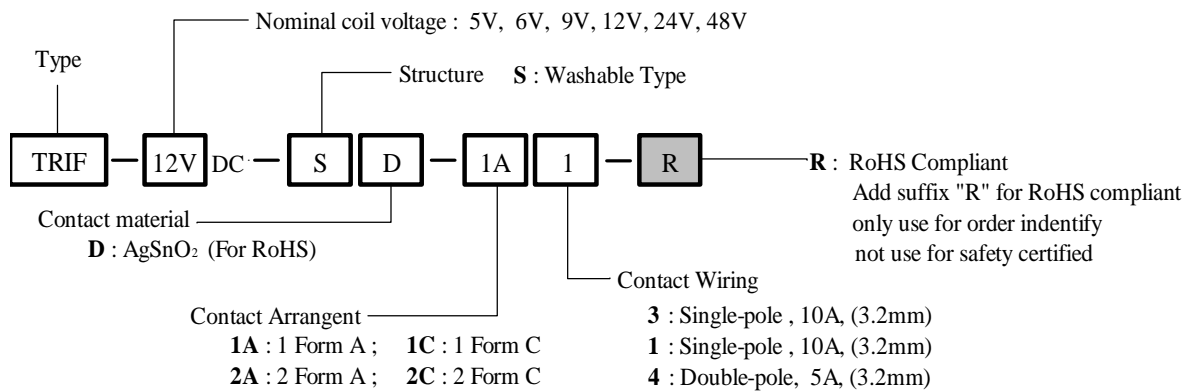 Nominal coil voltage : 5V, 6V, 9V, 12V, 24V, 48V
Type
Structure S : Washable Type
TRIF 12V DC S D 1A 1 R
R : RoHS Compliant
Add suffix "R" for RoHS compliant
only use for order indentify
not use for safety certified
Contact material
D : AgSnO₂ (For RoHS)
Contact Wiring
3 : Single-pole , 10A, (3.2mm)
1 : Single-pole , 10A, (3.2mm)
4 : Double-pole, 5A, (3.2mm)
Contact Arrangent
1A : 1 Form A ; 1C : 1 Form C
2A : 2 Form A ; 2C : 2 Form C